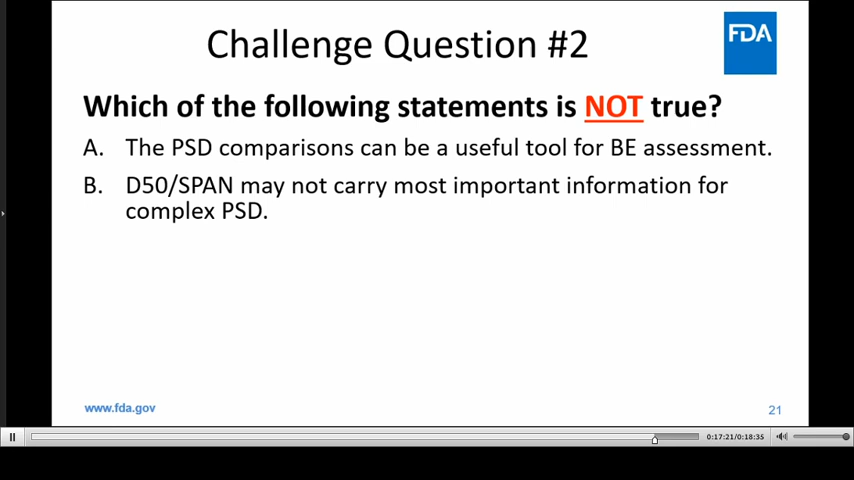 Challenge Question #2
FDA
Which of the following statements is NOT true?
A. The PSD comparisons can be a useful tool for BE assessment.
B. D50/SPAN may not carry most important information for
complex PSD.
www.fda.gov
21
0:17:21/0:18:35